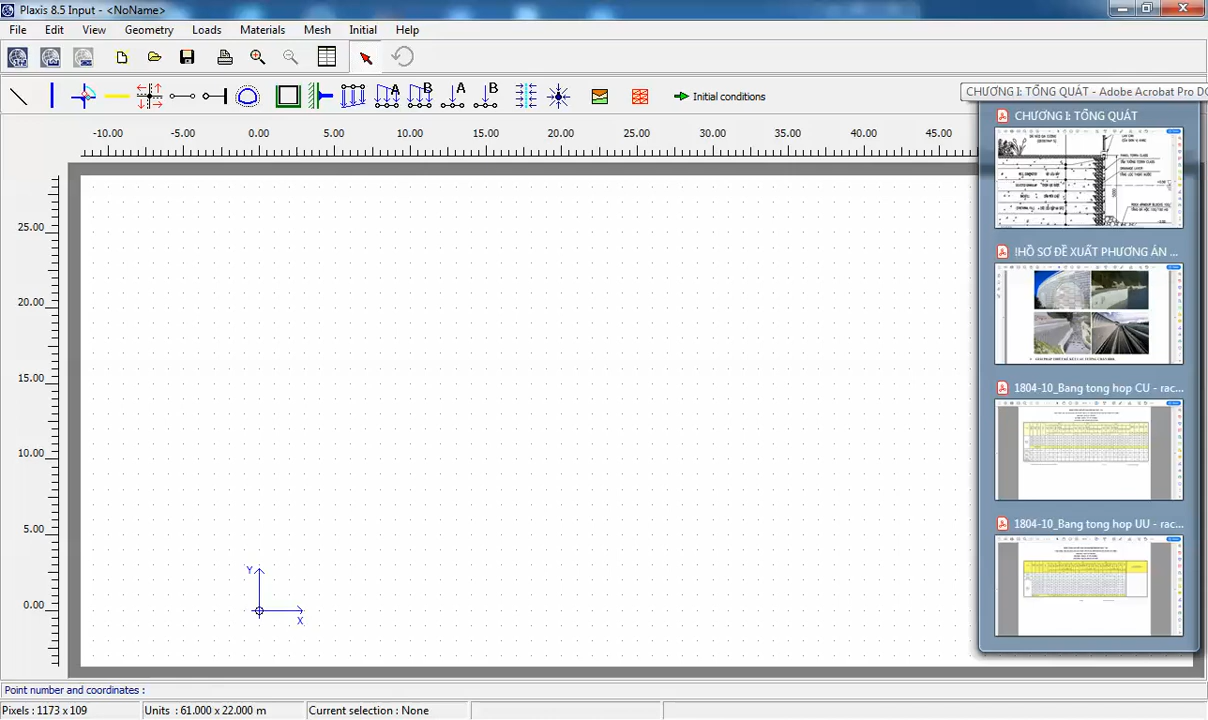 Plaxis 8.5 Input - <NoName>
File Edit View Geometry Loads Materials Mesh Initial Help
A B A B Initial conditions
CHƯƠNG I: TỔNG QUÁT - Adobe Acrobat Pro DC
-10.00 -5.00 0.00 5.00 10.00 15.00 20.00 25.00 30.00 35.00 40.00 45.00
CHƯƠNG I: TỔNG QUÁT
25.00
!HỒ SƠ ĐỀ XUẤT PHƯƠNG ÁN ...
20.00
15.00
1804-10_Bang tong hop CU - rac...
10.00
5.00
1804-10_Bang tong hop UU - rac...
Y
0.00
X
Point number and coordinates :
Pixels : 1173 x 109 Units : 61.000 x 22.000 m Current selection : None